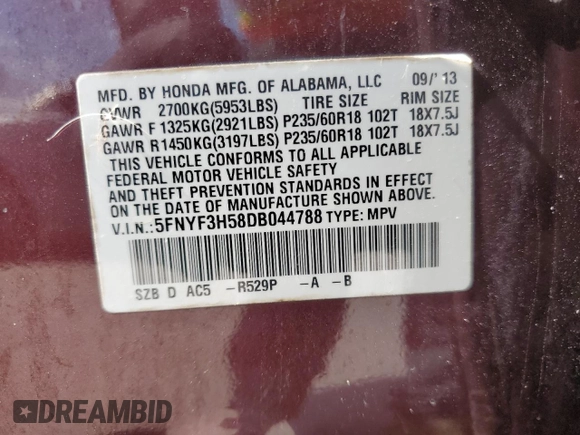 MFD. BY HONDA MFG. OF ALABAMA, LLC 09/'13
GVWR 2700KG(5953LBS) TIRE SIZE RIM SIZE
GAWR F 1325KG(2921LBS) P235/60R18 102T 18X7.5J
GAWR R1450KG(3197LBS) P235/60R18 102T 18X7.5J
THIS VEHICLE CONFORMS TO ALL APPLICABLE
FEDERAL MOTOR VEHICLE SAFETY
AND THEFT PREVENTION STANDARDS IN EFFECT
ON THE DATE OF MANUFACTURE SHOWN ABOVE.
V.I.N.:5FNYF3H58DB044788 TYPE: MPV
SZB D AC5 -R529P -A -B
DREAMBID